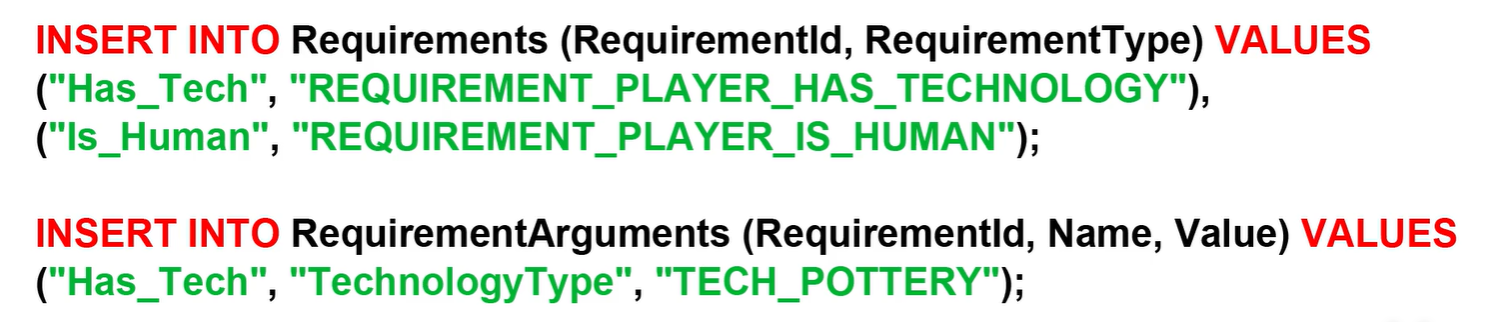 INSERT INTO Requirements (RequirementId, RequirementType) VALUES
("Has_Tech", "REQUIREMENT_PLAYER_HAS_TECHNOLOGY"),
("Is_Human", "REQUIREMENT_PLAYER_IS_HUMAN");
INSERT INTO RequirementArguments (RequirementId, Name, Value) VALUES
("Has_Tech", "TechnologyType", "TECH_POTTERY");